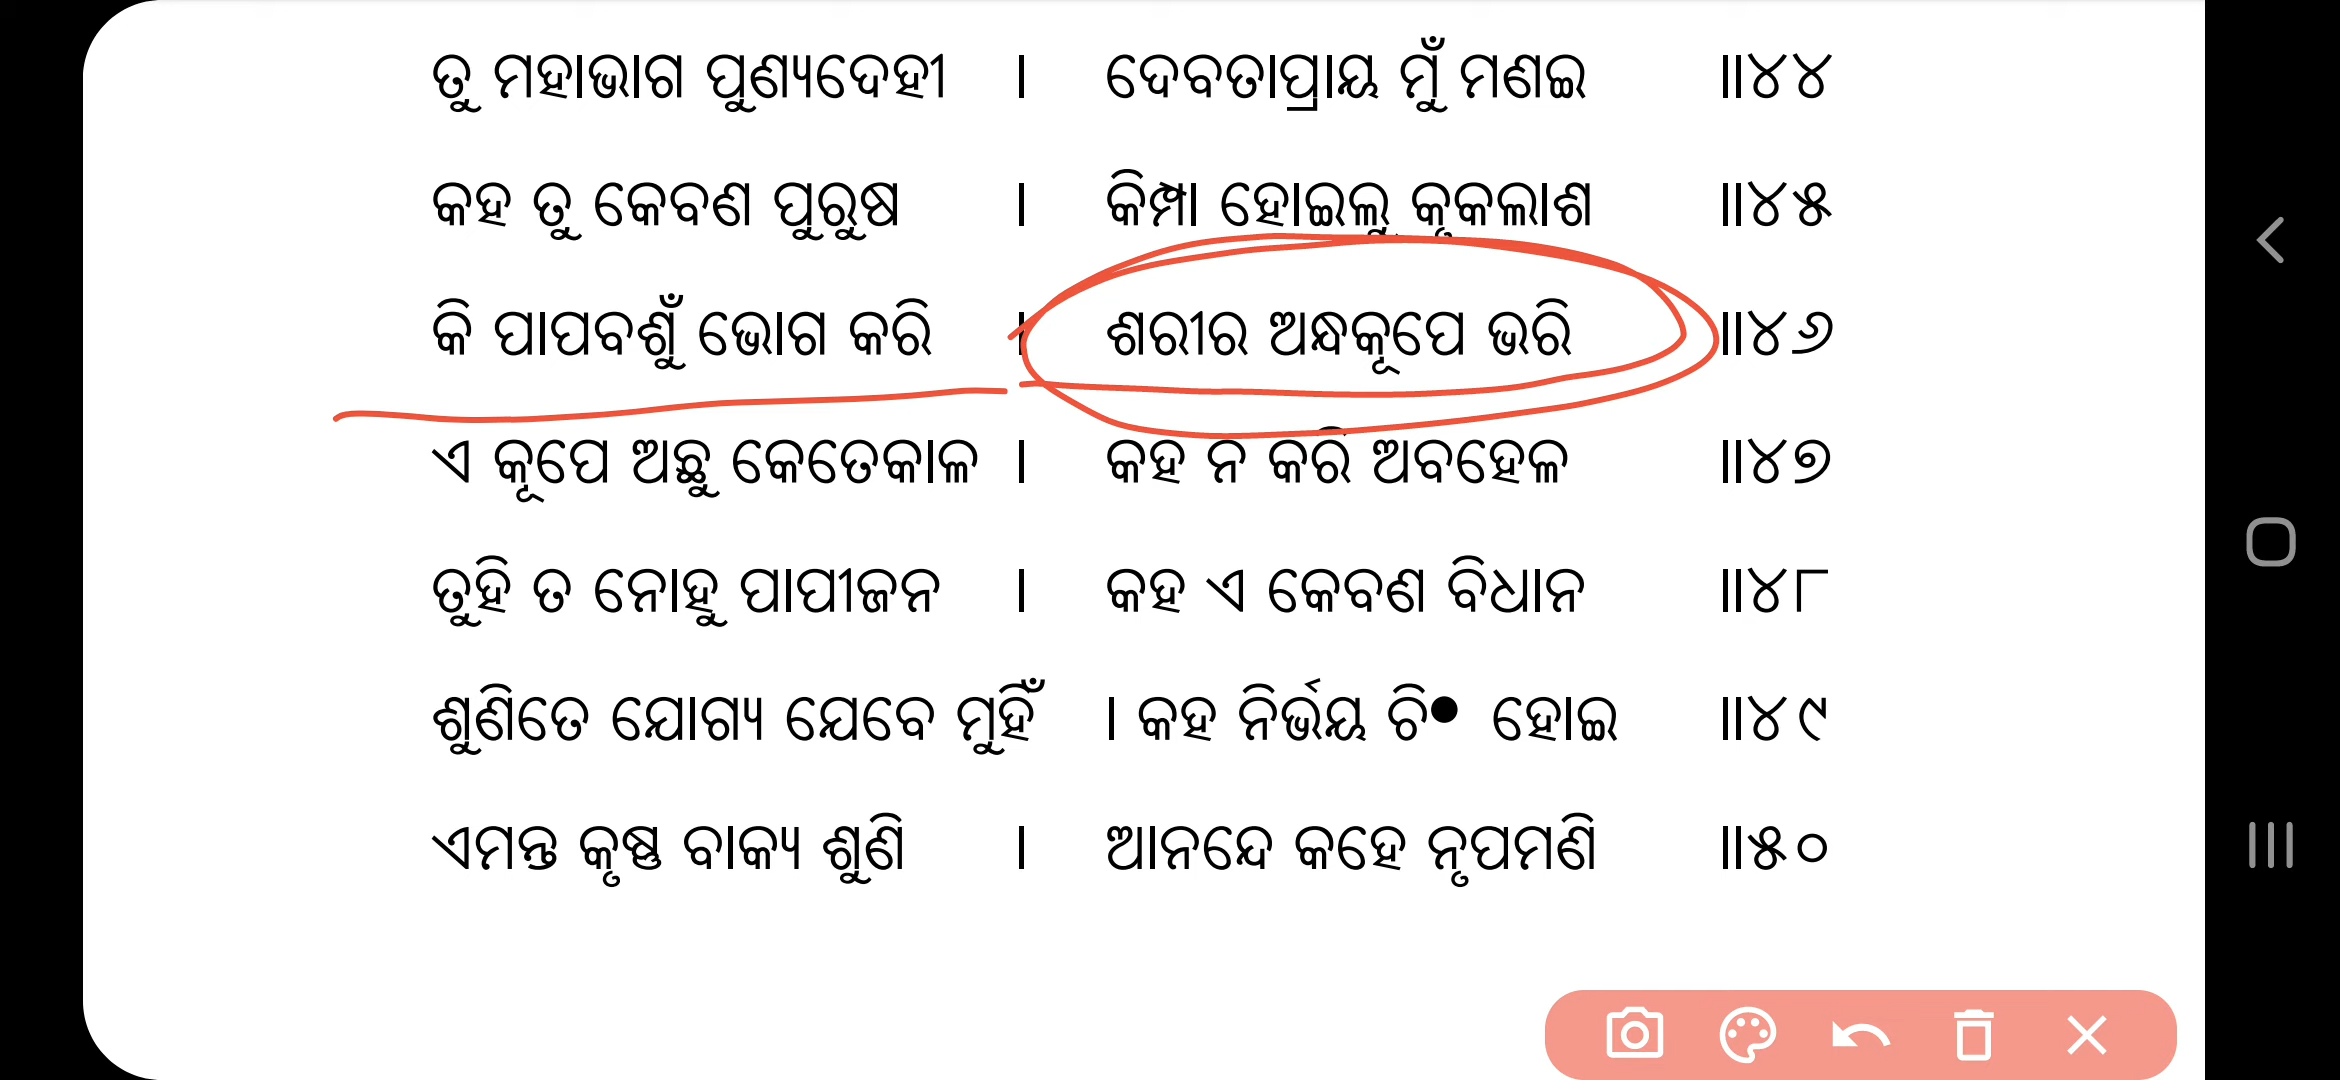 ତୁ ମହାଭାଗ ପୁଣ୍ୟଦେହୀ । ଦେବତାପ୍ରାୟ ମୁଁ ମଣଇ ॥୪୪
କହ ତୁ କେବଣ ପୁରୁଷ । କିମ୍ପା ହୋଇଲୁ କୃକଲାଶ ॥୪୫
କି ପାପବଶୁଁ ଭୋଗ କରି । ଶରୀର ଅନ୍ଧକୂପେ ଭରି ॥୪୬
ଏ କୂପେ ଅଛୁ କେତେକାଳ । କହ ନ କରି ଅବହେଳ ॥୪୭
ତୁହି ତ ନୋହୁ ପାପୀଜନ । କହ ଏ କେବଣ ବିଧାନ ॥୪୮
ଶୁଣିତେ ଯୋଗ୍ୟ ଯେବେ ମୁହିଁ । କହ ନିର୍ଭୟ ଚି● ହୋଇ ॥୪୯
ଏମନ୍ତ କୃଷ୍ଣ ବାକ୍ୟ ଶୁଣି । ଆନନ୍ଦେ କହେ ନୃପମଣି ॥୫୦